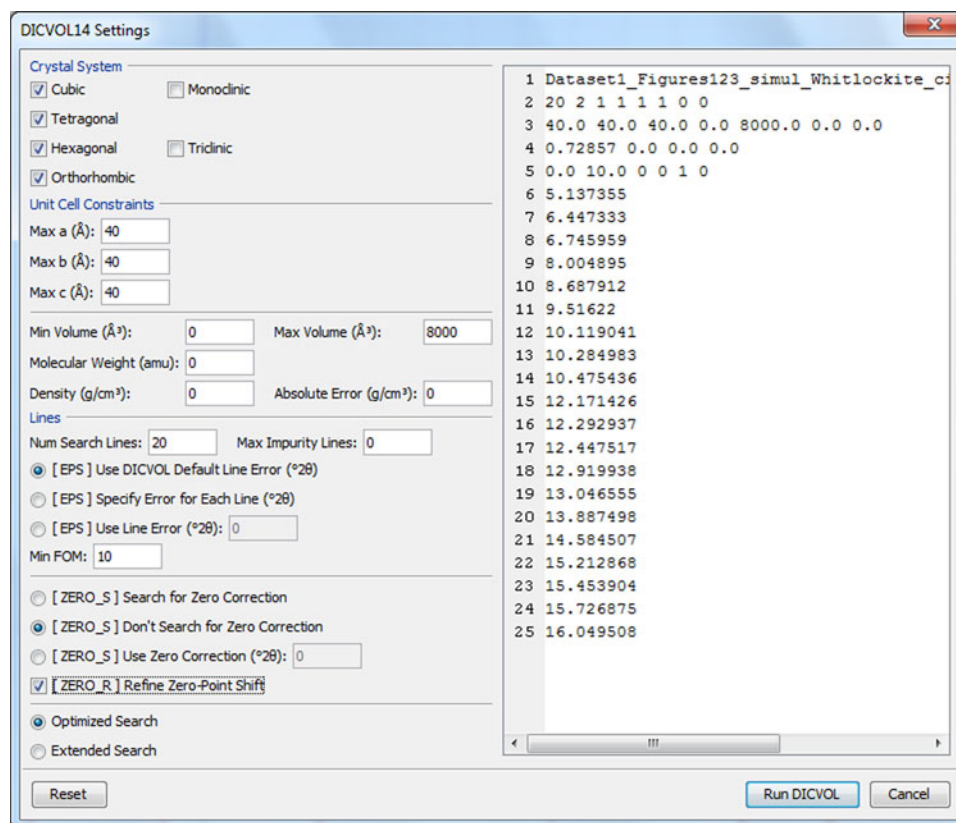 DICVOL14 Settings
Crystal System
Cubic Monoclinic
Tetragonal
Hexagonal Triclinic
Orthorhombic
Unit Cell Constraints
Max a (Å): 40
Max b (Å): 40
Max c (Å): 40
Min Volume (Å³): 0 Max Volume (Å³): 8000
Molecular Weight (amu): 0
Density (g/cm³): 0 Absolute Error (g/cm³): 0
Lines
Num Search Lines: 20 Max Impurity Lines: 0
[ EPS ] Use DICVOL Default Line Error (°2θ)
[ EPS ] Specify Error for Each Line (°2θ)
[ EPS ] Use Line Error (°2θ): 0
Min FOM: 10
[ ZERO_S ] Search for Zero Correction
[ ZERO_S ] Don't Search for Zero Correction
[ ZERO_S ] Use Zero Correction (°2θ): 0
[ ZERO_R ] Refine Zero-Point Shift
Optimized Search
Extended Search
1 Dataset1_Figures123_simul_Whitlockite_ci
2 20 2 1 1 1 1 0 0
3 40.0 40.0 40.0 0.0 8000.0 0.0 0.0
4 0.72857 0.0 0.0 0.0
5 0.0 10.0 0 0 1 0
6 5.137355
7 6.447333
8 6.745959
9 8.004895
10 8.687912
11 9.51622
12 10.119041
13 10.284983
14 10.475436
15 12.171426
16 12.292937
17 12.447517
18 12.919938
19 13.046555
20 13.887498
21 14.584507
22 15.212868
23 15.453904
24 15.726875
25 16.049508
Reset Run DICVOL Cancel